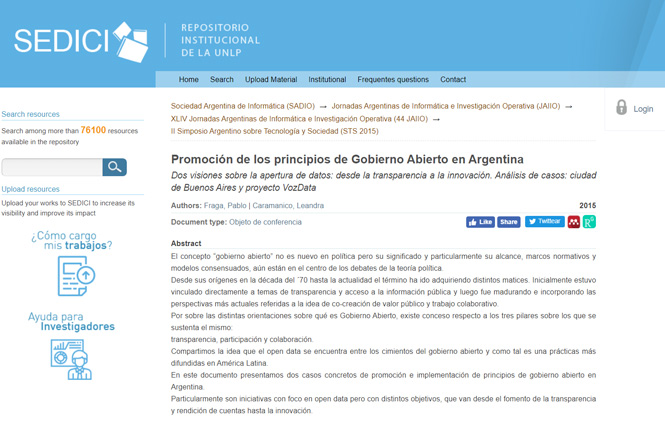 SEDICI
REPOSITORIO
INSTITUCIONAL
DE LA UNLP
Home Search Upload Material Institutional Frequentes questions Contact
Login
Search resources
Search among more than 76100 resources
available in the repository
Upload resources
Upload your works to SEDICI to increase its
visibility and improve its impact
¿Cómo cargo
mis trabajos?
Ayuda para
Investigadores
Sociedad Argentina de Informática (SADIO) → Jornadas Argentinas de Informática e Investigación Operativa (JAIIO) →
XLIV Jornadas Argentinas de Informática e Investigación Operativa (44 JAIIO) →
II Simposio Argentino sobre Tecnología y Sociedad (STS 2015)
Promoción de los principios de Gobierno Abierto en Argentina
Dos visiones sobre la apertura de datos: desde la transparencia a la innovación. Análisis de casos: ciudad
de Buenos Aires y proyecto VozData
Authors: Fraga, Pablo | Caramanico, Leandra 2015
Document type: Objeto de conferencia
Like Share Twittear
Abstract
El concepto "gobierno abierto" no es nuevo en política pero su significado y particularmente su alcance, marcos normativos y
modelos consensuados, aún están en el centro de los debates de la teoría política.
Desde sus orígenes en la década del ´70 hasta la actualidad el término ha ido adquiriendo distintos matices. Inicialmente estuvo
vinculado directamente a temas de transparencia y acceso a la información pública y luego fue madurando e incorporando las
perspectivas más actuales referidas a la idea de co-creación de valor público y trabajo colaborativo.
Por sobre las distintas orientaciones sobre qué es Gobierno Abierto, existe conceso respecto a los tres pilares sobre los que se
sustenta el mismo:
transparencia, participación y colaboración.
Compartimos la idea que el open data se encuentra entre los cimientos del gobierno abierto y como tal es una prácticas más
difundidas en América Latina.
En este documento presentamos dos casos concretos de promoción e implementación de principios de gobierno abierto en
Argentina.
Particularmente son iniciativas con foco en open data pero con distintos objetivos, que van desde el fomento de la transparencia
y rendición de cuentas hasta la innovación.